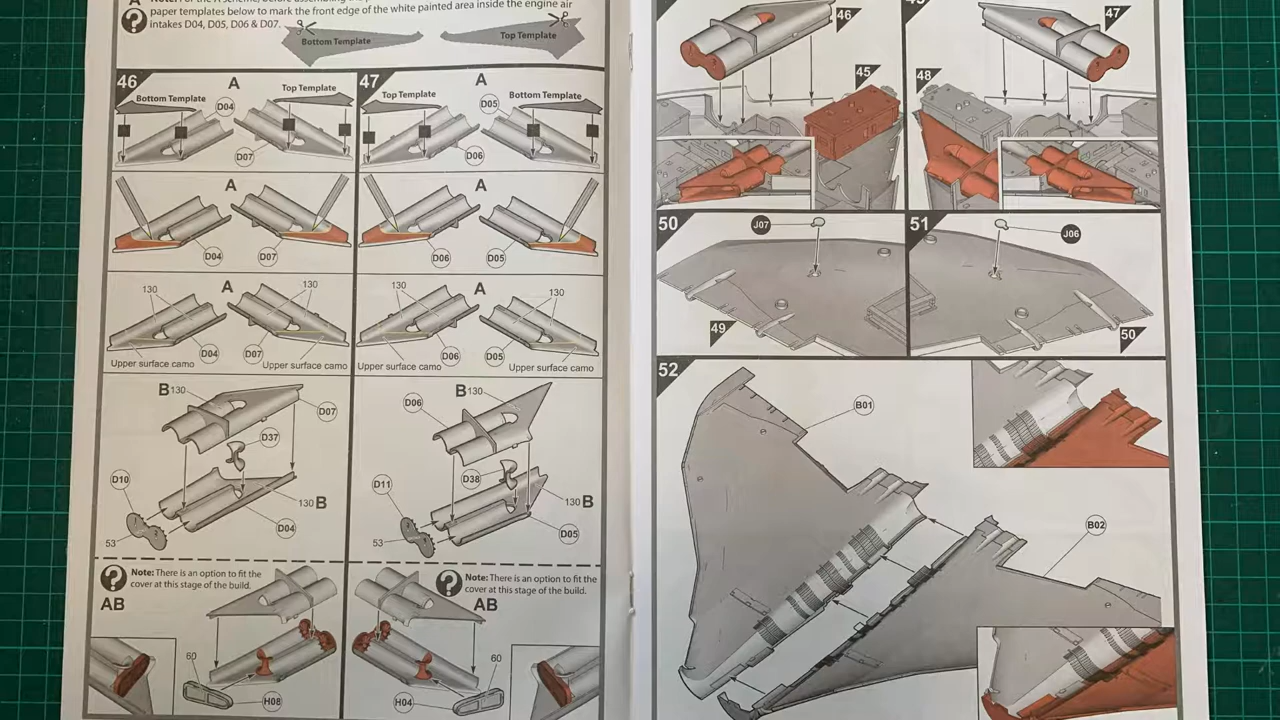 A
paper templates below to mark the front edge of the white painted area inside the engine air
intakes D04, D05, D06 & D07.
?
Bottom Template
Top Template
46
A
Bottom Template
D04
Top Template
D07
A
D04
D07
130
A
130
D04
D07
Upper surface camo
Upper surface camo
B
130
D07
D37
D10
130
B
D04
53
?
Note: There is an option to fit the
cover at this stage of the build.
AB
60
H08
47
A
Top Template
D05
Bottom Template
D06
A
D06
D05
130
A
130
D06
D05
Upper surface camo
Upper surface camo
B
130
D06
D38
D11
130
B
D05
53
?
Note: There is an option to fit the
cover at this stage of the build.
AB
60
H04
46
45
47
48
50
J07
49
51
J06
50
52
B01
B02